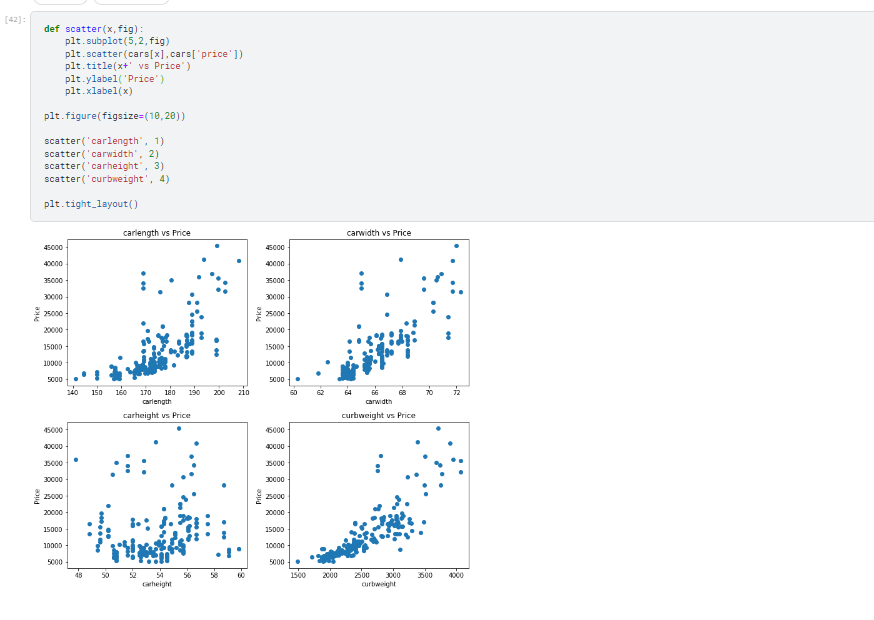 [42]:
def scatter(x,fig):
    plt.subplot(5,2,fig)
    plt.scatter(cars[x],cars['price'])
    plt.title(x+' vs Price')
    plt.ylabel('Price')
    plt.xlabel(x)
plt.figure(figsize=(10,20))
scatter('carlength', 1)
scatter('carwidth', 2)
scatter('carheight', 3)
scatter('curbweight', 4)
plt.tight_layout()
carlength vs Price
45000
40000
35000
30000
25000
20000
15000
10000
5000
Price
140 150 160 170 180 190 200 210
carlength
carwidth vs Price
45000
40000
35000
30000
25000
20000
15000
10000
5000
Price
60 62 64 66 68 70 72
carwidth
carheight vs Price
45000
40000
35000
30000
25000
20000
15000
10000
5000
Price
48 50 52 54 56 58 60
carheight
curbweight vs Price
45000
40000
35000
30000
25000
20000
15000
10000
5000
Price
1500 2000 2500 3000 3500 4000
curbweight